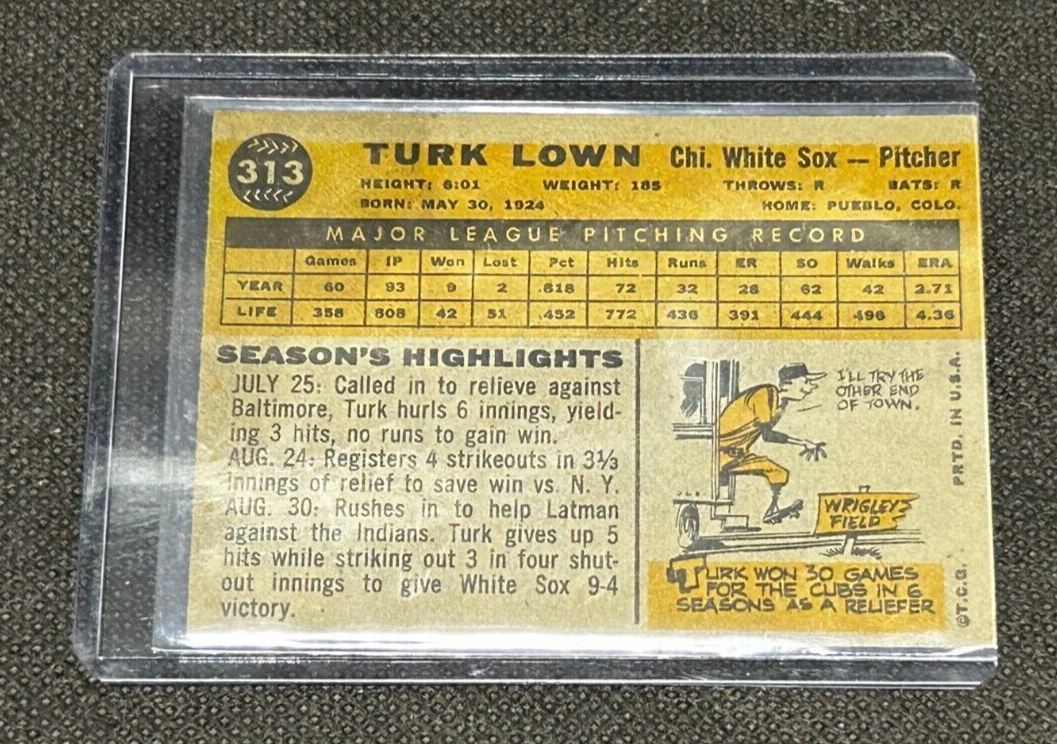 313
TURK LOWN Chi. White Sox — Pitcher
HEIGHT: 6:01 WEIGHT: 185 THROWS: R BATS: R
BORN: MAY 30, 1924 HOME: PUEBLO, COLO.
MAJOR LEAGUE PITCHING RECORD
Games IP Won Lost Pct Hits Runs ER SO Walks ERA
YEAR 60 93 9 2 .818 72 32 28 62 42 2.71
LIFE 358 808 42 51 .452 772 436 391 444 496 4.36
SEASON'S HIGHLIGHTS
JULY 25: Called in to relieve against
Baltimore, Turk hurls 6 innings, yield-
ing 3 hits, no runs to gain win.
AUG. 24: Registers 4 strikeouts in 3⅓
innings of relief to save win vs. N. Y.
AUG. 30: Rushes in to help Latman
against the Indians. Turk gives up 5
hits while striking out 3 in four shut-
out innings to give White Sox 9-4
victory.
I'LL TRY THE
OTHER END
OF TOWN.
WRIGLEY
FIELD
TURK WON 30 GAMES
FOR THE CUBS IN 6
SEASONS AS A RELIEFER
©T.C.G. PRTD. IN U.S.A.